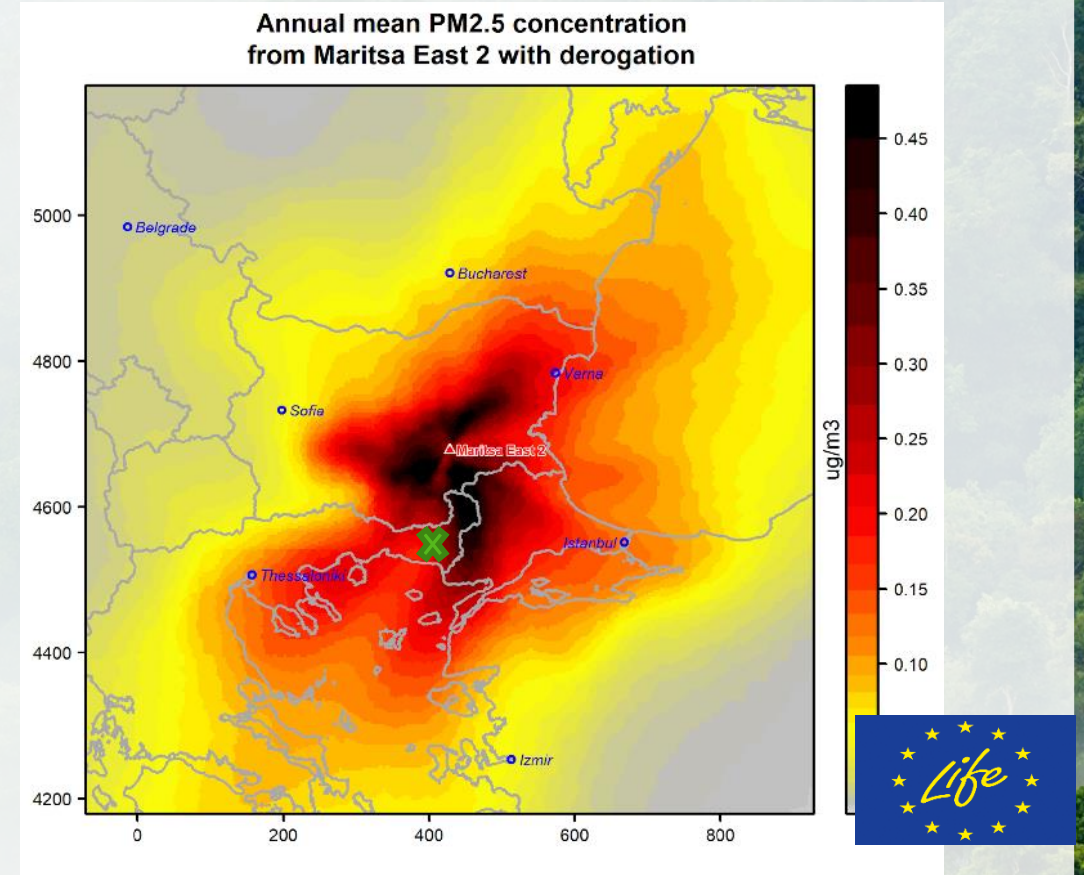 Annual mean PM2.5 concentration
from Maritsa East 2 with derogation
5000
4800
4600
4400
4200
0
200
400
600
800
Belgrade
Bucharest
Varna
Sofia
Maritsa East 2
Istanbul
Thessaloniki
Izmir
ug/m3
0.45
0.40
0.35
0.30
0.25
0.20
0.15
0.10
Life